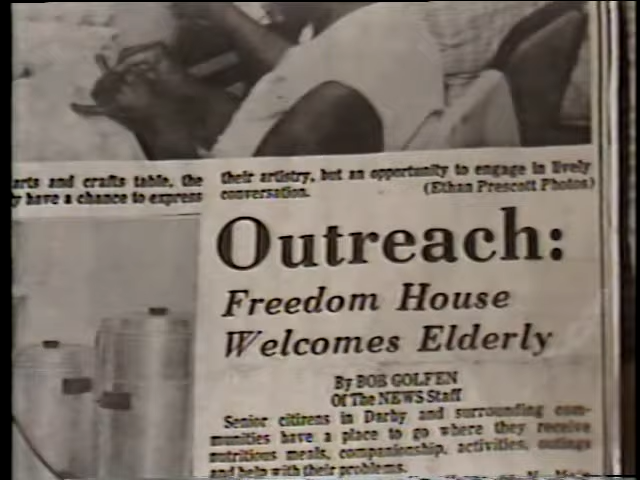 arts and crafts table, the
have a chance to express
their artistry, but an opportunity to engage in lively
conversation.
(Ethan Prescott Photos)
Outreach:
Freedom House
Welcomes Elderly
By BOB GOLFEN
Of The NEWS Staff
Senior citizens in Darby and surrounding com-
munities have a place to go where they receive
nutritious meals, companionship, activities, outings
and help with their problems.